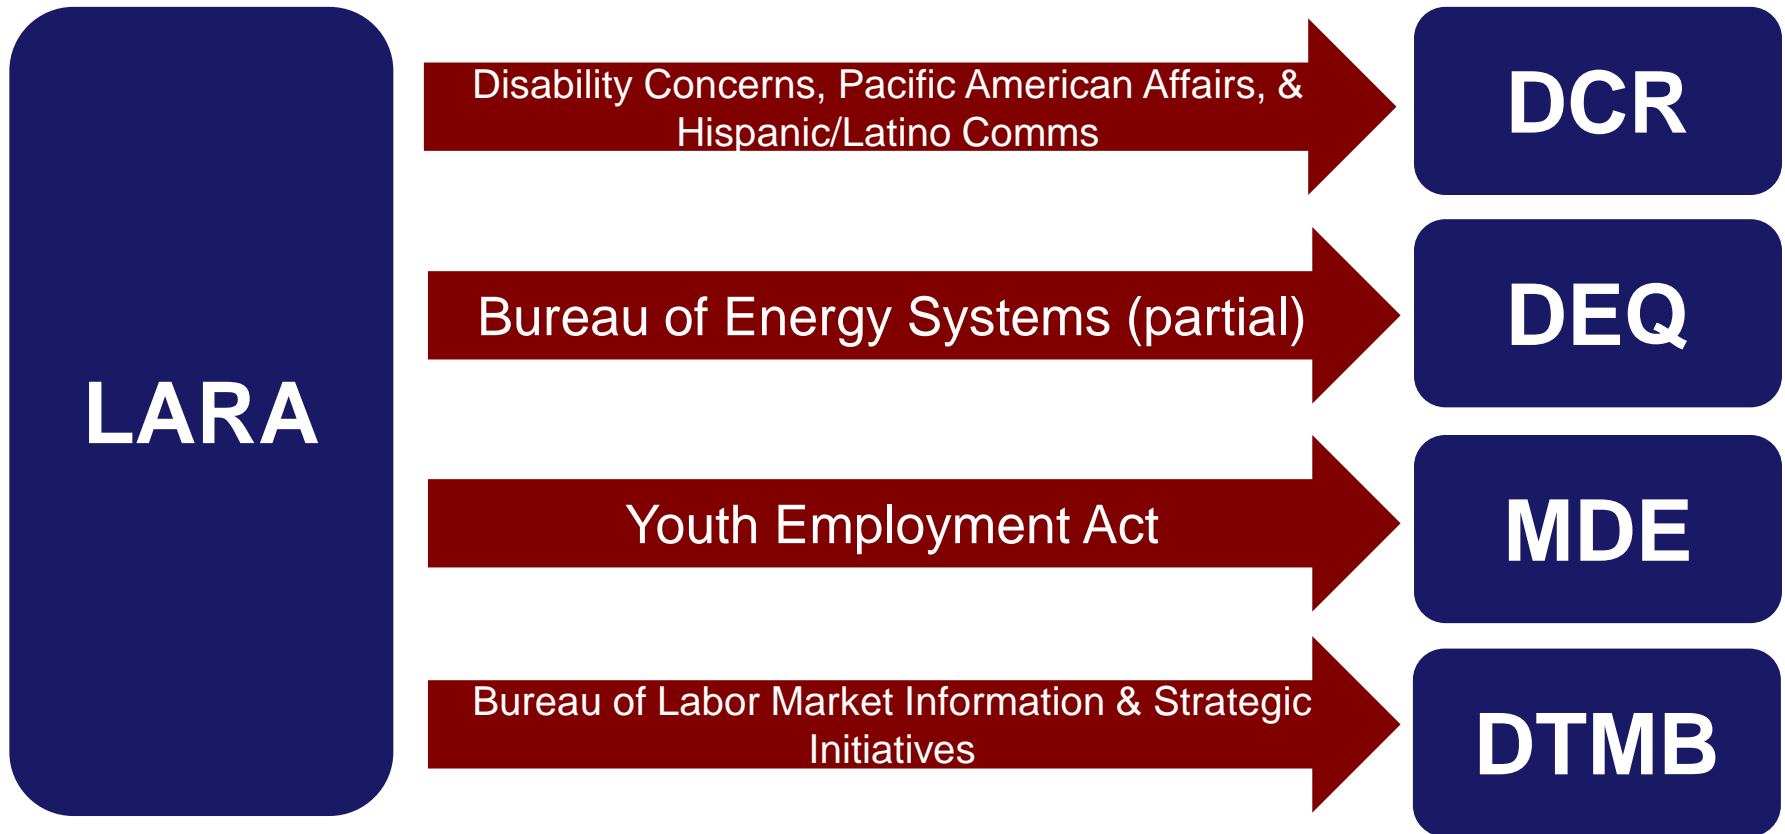 LARA
Disability Concerns, Pacific American Affairs, &
Hispanic/Latino Comms
DCR
Bureau of Energy Systems (partial)
DEQ
Youth Employment Act
MDE
Bureau of Labor Market Information & Strategic
Initiatives
DTMB